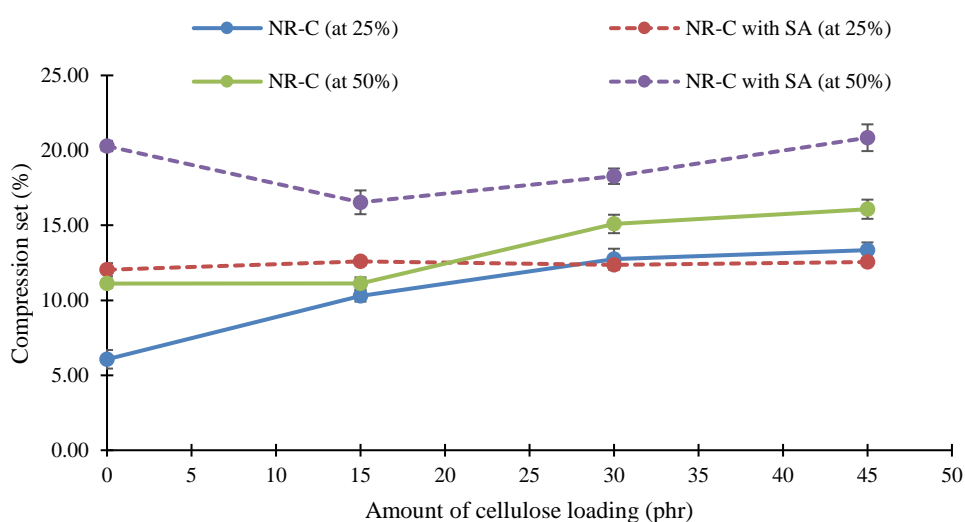 NR-C (at 25%) NR-C with SA (at 25%)
NR-C (at 50%) NR-C with SA (at 50%)
25.00
20.00
15.00
10.00
5.00
0.00
Compression set (%)
0 5 10 15 20 25 30 35 40 45 50
Amount of cellulose loading (phr)